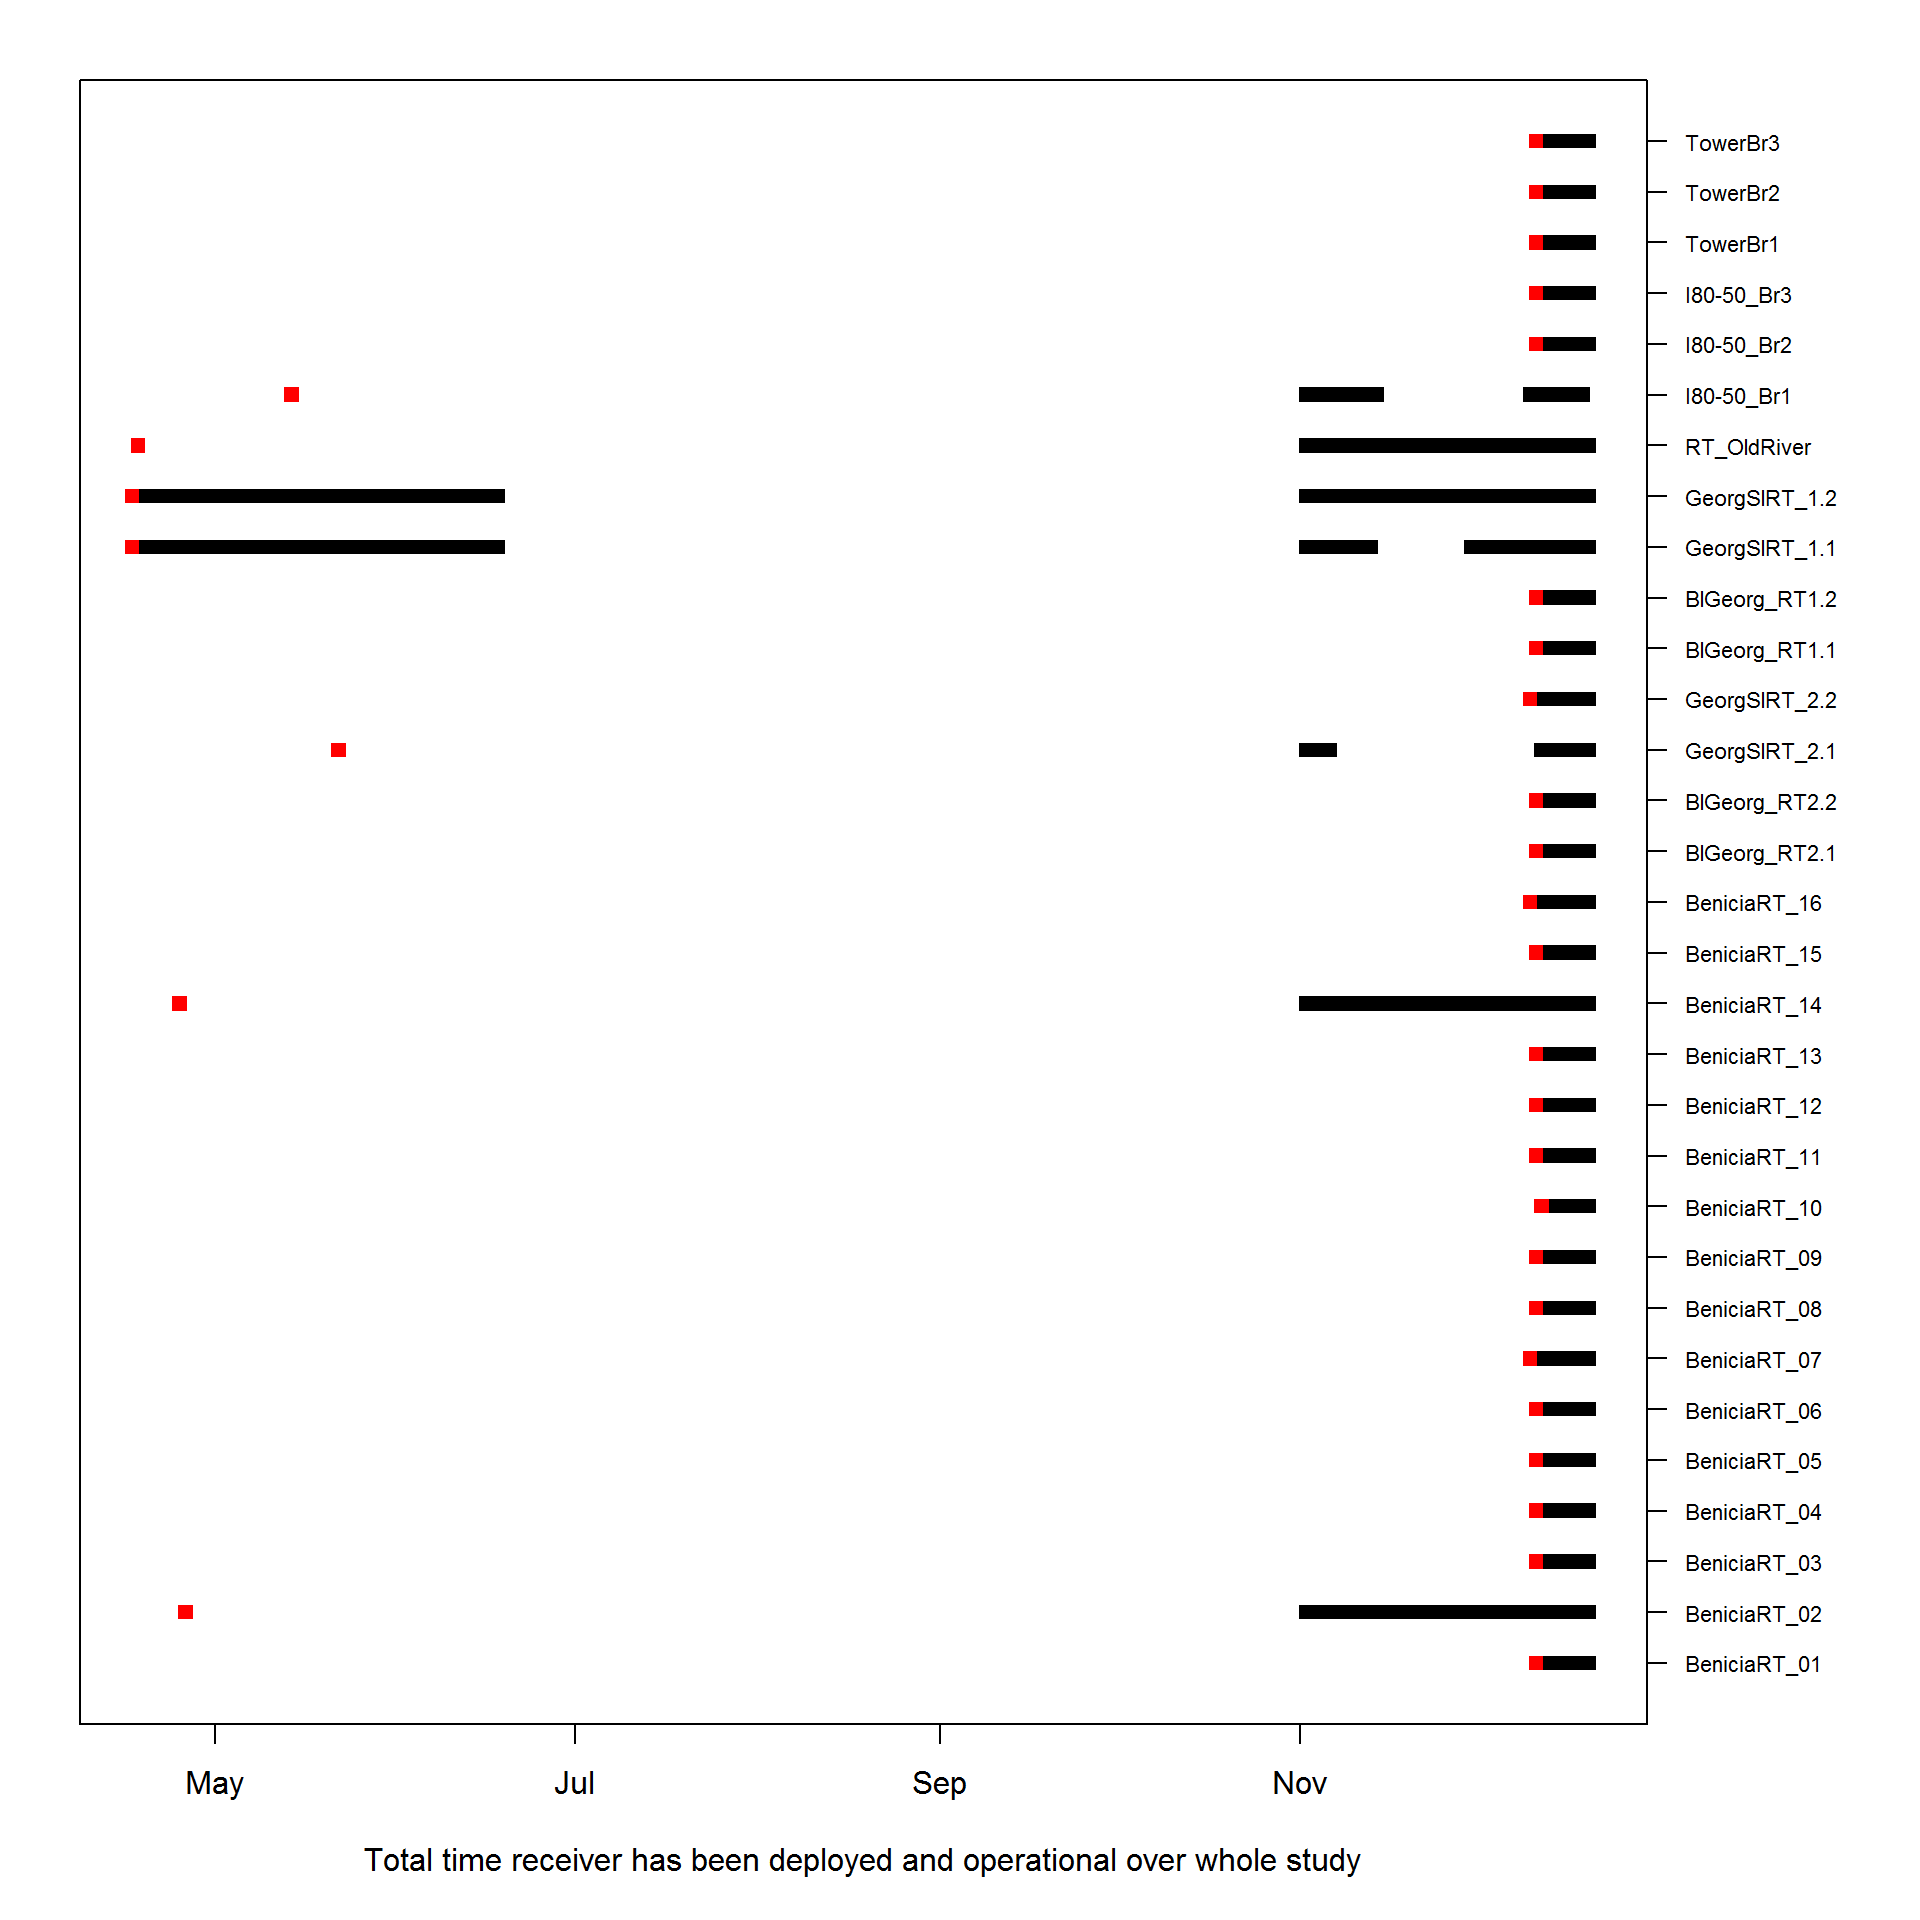 TowerBr3
TowerBr2
TowerBr1
I80-50_Br3
I80-50_Br2
I80-50_Br1
RT_OldRiver
GeorgSlRT_1.2
GeorgSlRT_1.1
BlGeorg_RT1.2
BlGeorg_RT1.1
GeorgSlRT_2.2
GeorgSlRT_2.1
BlGeorg_RT2.2
BlGeorg_RT2.1
BeniciaRT_16
BeniciaRT_15
BeniciaRT_14
BeniciaRT_13
BeniciaRT_12
BeniciaRT_11
BeniciaRT_10
BeniciaRT_09
BeniciaRT_08
BeniciaRT_07
BeniciaRT_06
BeniciaRT_05
BeniciaRT_04
BeniciaRT_03
BeniciaRT_02
BeniciaRT_01
May Jul Sep Nov
Total time receiver has been deployed and operational over whole study